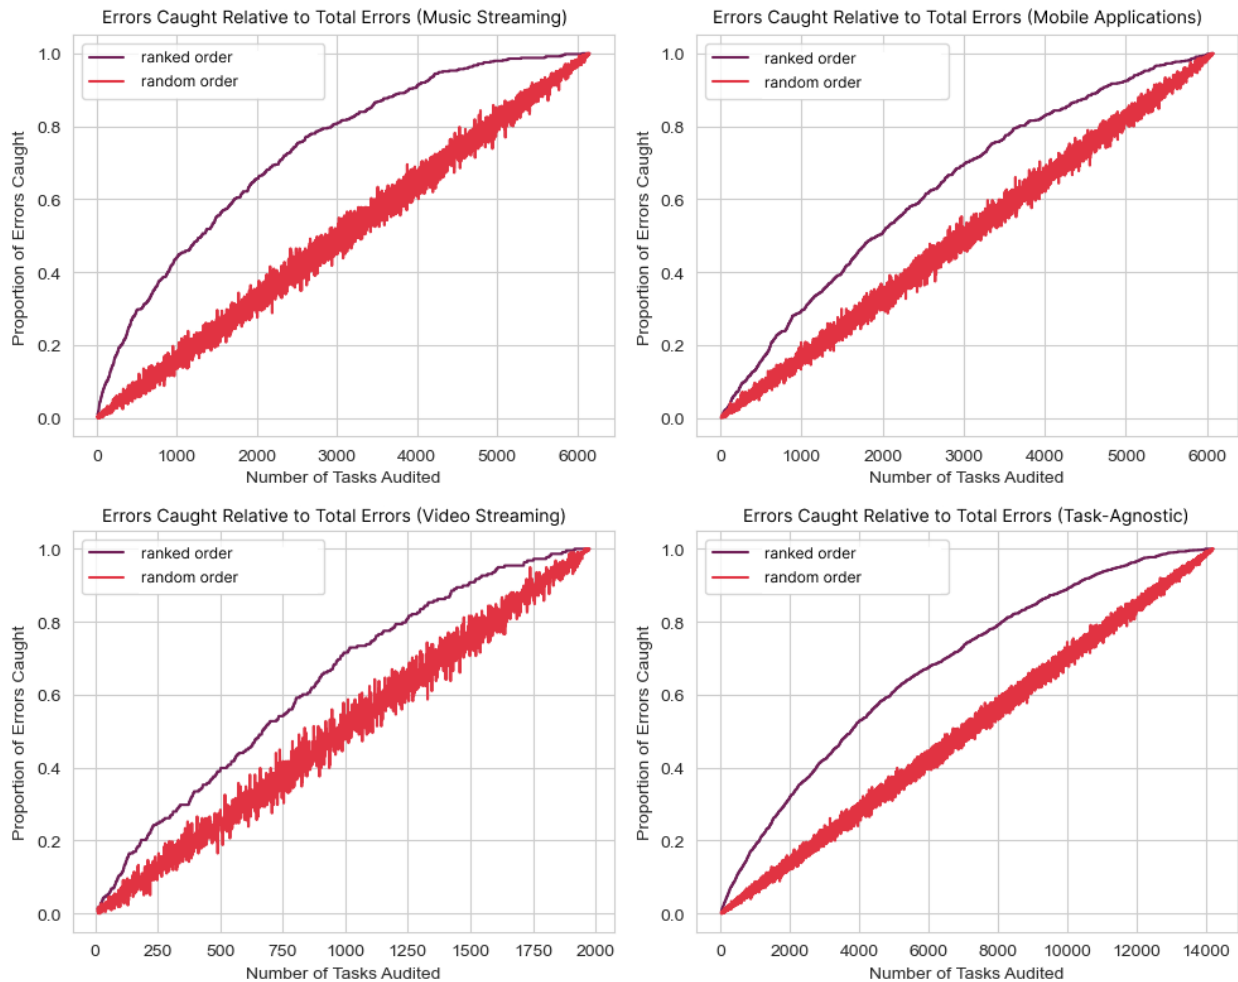 Errors Caught Relative to Total Errors (Music Streaming)
ranked order
random order
1.0
0.8
0.6
0.4
0.2
0.0
Proportion of Errors Caught
0 1000 2000 3000 4000 5000 6000
Number of Tasks Audited
Errors Caught Relative to Total Errors (Mobile Applications)
ranked order
random order
1.0
0.8
0.6
0.4
0.2
0.0
Proportion of Errors Caught
0 1000 2000 3000 4000 5000 6000
Number of Tasks Audited
Errors Caught Relative to Total Errors (Video Streaming)
ranked order
random order
1.0
0.8
0.6
0.4
0.2
0.0
Proportion of Errors Caught
0 250 500 750 1000 1250 1500 1750 2000
Number of Tasks Audited
Errors Caught Relative to Total Errors (Task-Agnostic)
ranked order
random order
1.0
0.8
0.6
0.4
0.2
0.0
Proportion of Errors Caught
0 2000 4000 6000 8000 10000 12000 14000
Number of Tasks Audited